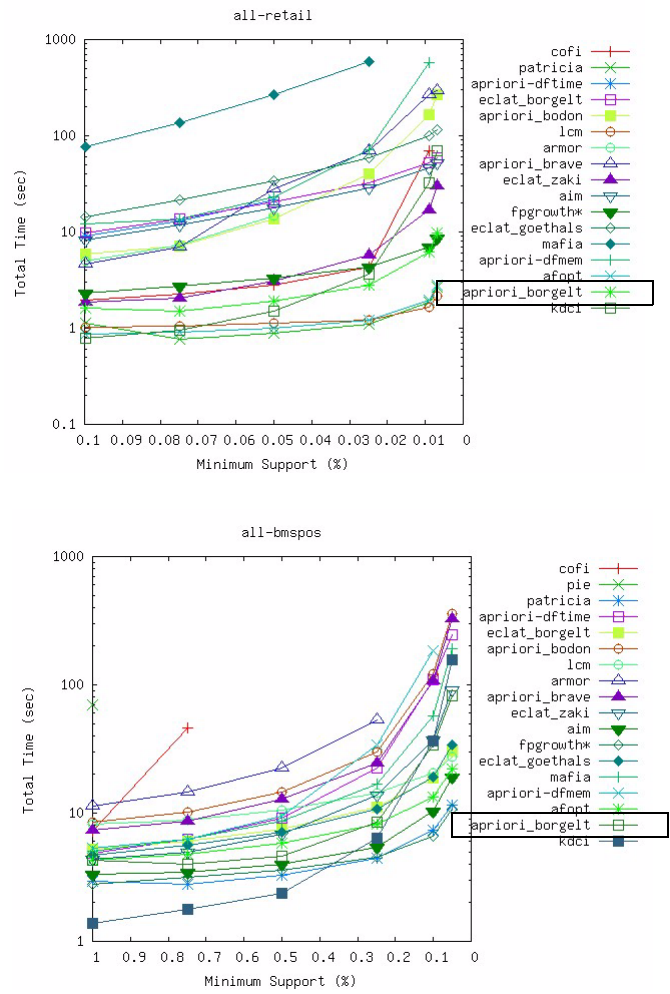 all-retail
1000
100
10
1
0.1
Total Time (sec)
0.1 0.09 0.08 0.07 0.06 0.05 0.04 0.03 0.02 0.01 0
Minimum Support (%)
cofi
patricia
apriori-dftime
eclat_borgelt
apriori_bodon
lcm
armor
apriori_brave
eclat_zaki
aim
fpgrowth*
eclat_goethals
mafia
apriori-dfmem
afopt
apriori_borgelt
kdci
all-bmspos
1000
100
10
1
Total Time (sec)
1 0.9 0.8 0.7 0.6 0.5 0.4 0.3 0.2 0.1 0
Minimum Support (%)
cofi
pie
patricia
apriori-dftime
eclat_borgelt
apriori_bodon
lcm
armor
apriori_brave
eclat_zaki
aim
fpgrowth*
eclat_goethals
mafia
apriori-dfmem
afopt
apriori_borgelt
kdci